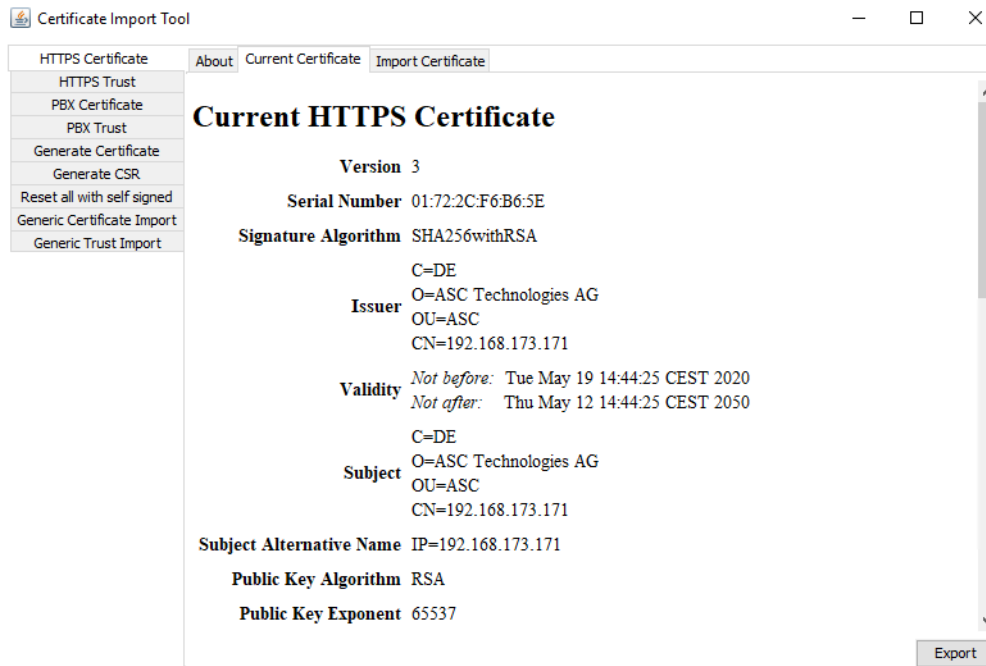 Certificate Import Tool
HTTPS Certificate
HTTPS Trust
PBX Certificate
PBX Trust
Generate Certificate
Generate CSR
Reset all with self signed
Generic Certificate Import
Generic Trust Import
About Current Certificate Import Certificate
Current HTTPS Certificate
Version 3
Serial Number 01:72:2C:F6:B6:5E
Signature Algorithm SHA256withRSA
Issuer
C=DE
O=ASC Technologies AG
OU=ASC
CN=192.168.173.171
Validity
Not before: Tue May 19 14:44:25 CEST 2020
Not after: Thu May 12 14:44:25 CEST 2050
Subject
C=DE
O=ASC Technologies AG
OU=ASC
CN=192.168.173.171
Subject Alternative Name IP=192.168.173.171
Public Key Algorithm RSA
Public Key Exponent 65537
Export